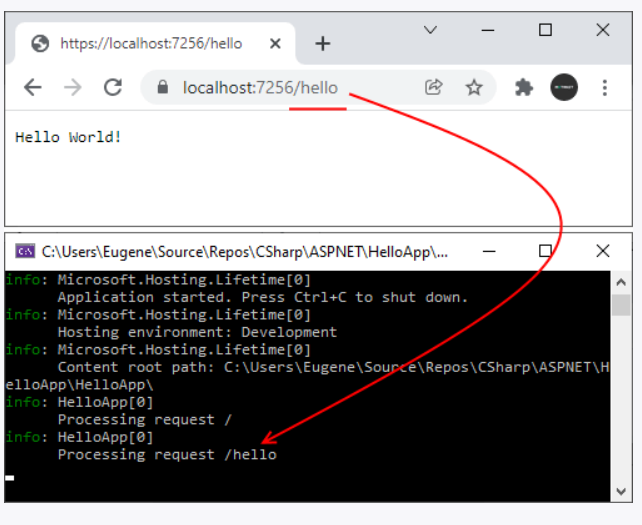 https://localhost:7256/hello
localhost:7256/hello
Hello World!
C:\Users\Eugene\Source\Repos\CSharp\ASPNET\HelloApp\...
info: Microsoft.Hosting.Lifetime[0]
Application started. Press Ctrl+C to shut down.
info: Microsoft.Hosting.Lifetime[0]
Hosting environment: Development
info: Microsoft.Hosting.Lifetime[0]
Content root path: C:\Users\Eugene\Source\Repos\CSharp\ASPNET\H
elloApp\HelloApp\
info: HelloApp[0]
Processing request /
info: HelloApp[0]
Processing request /hello